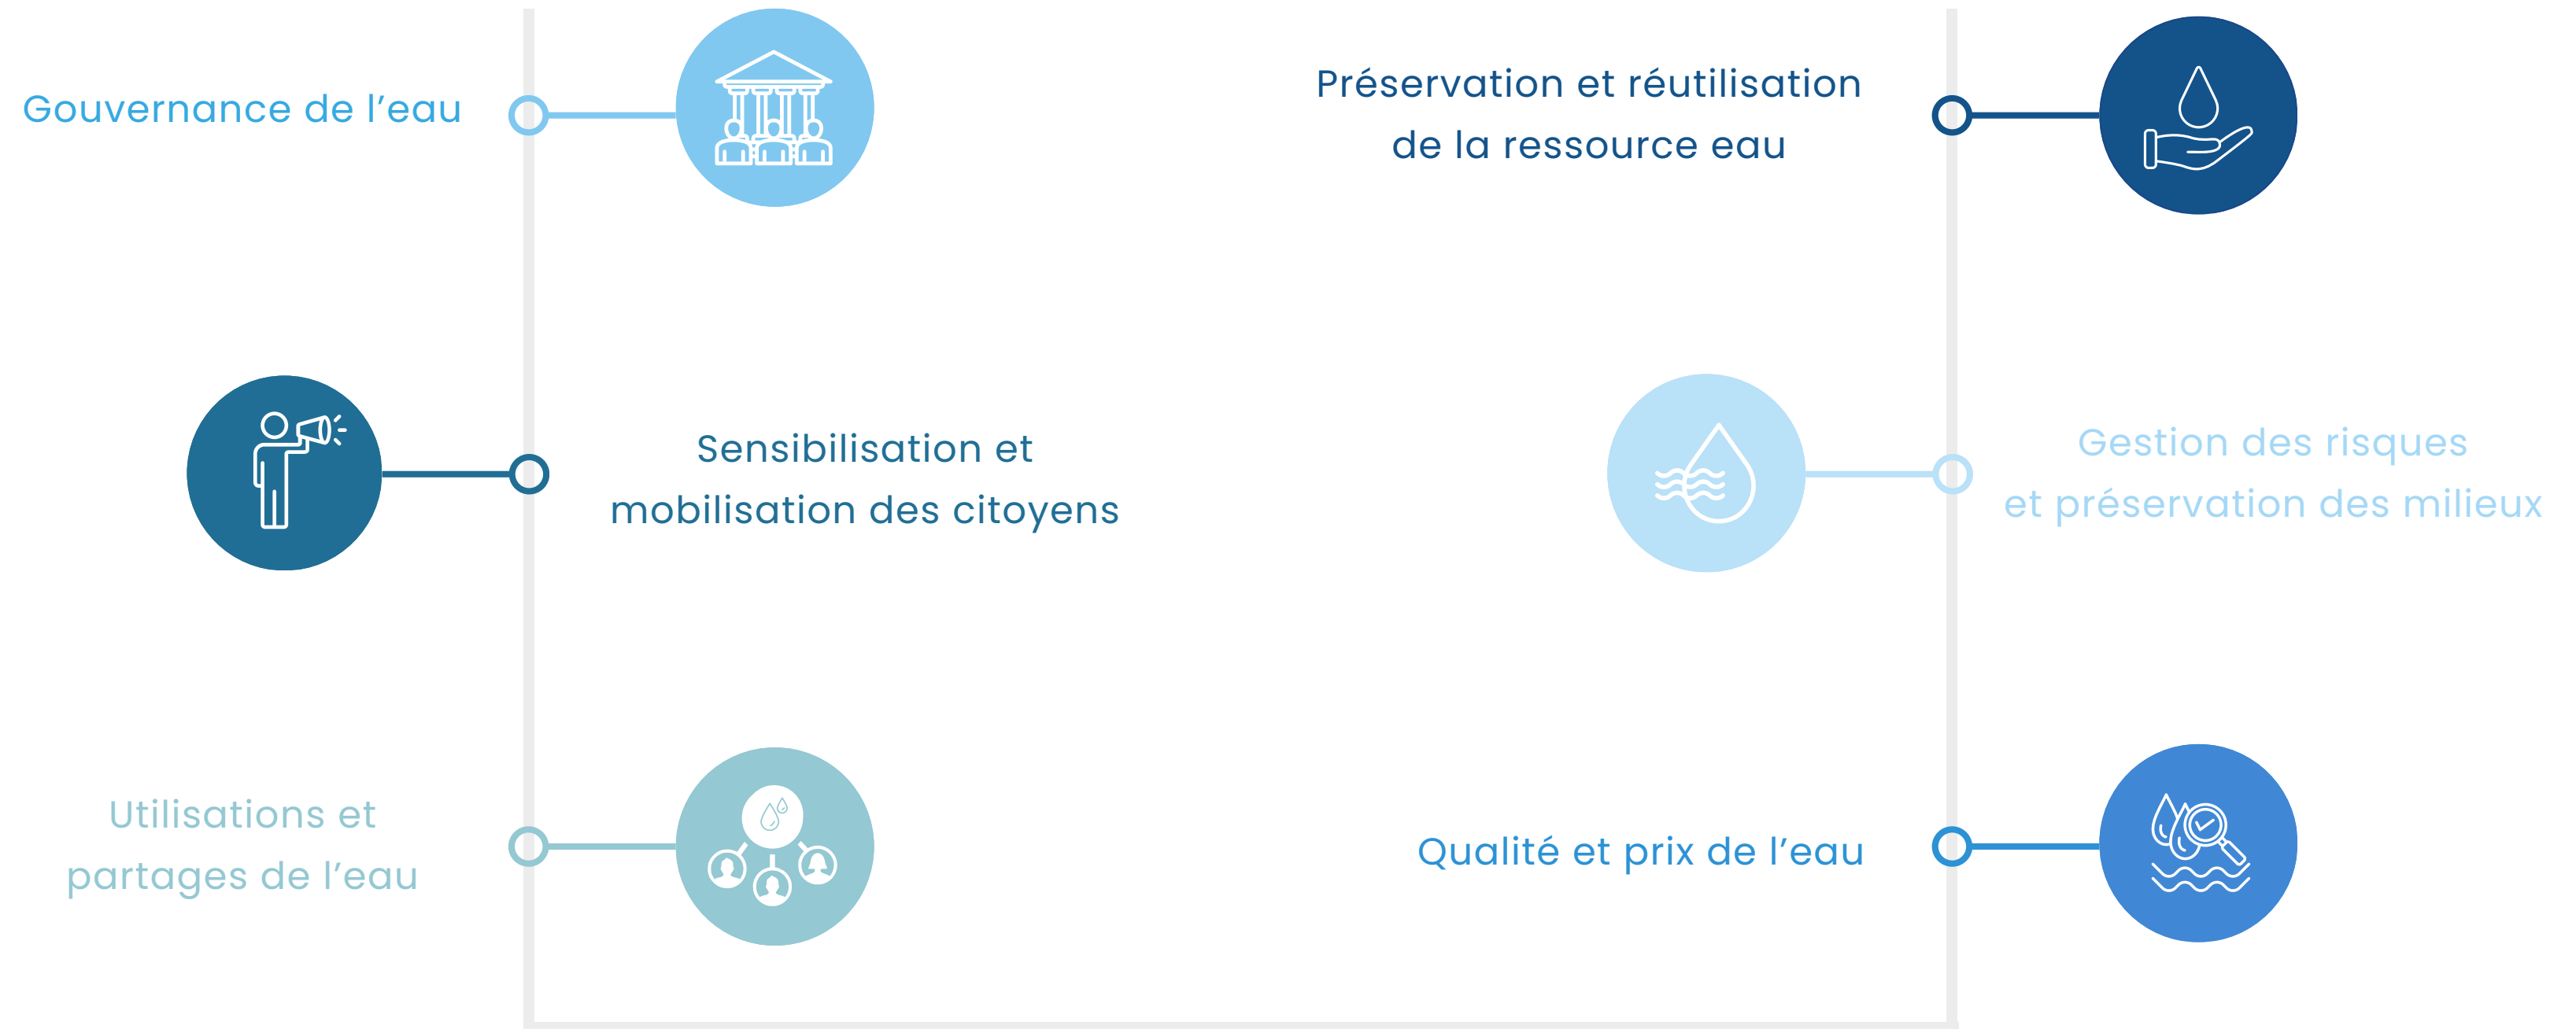 Gouvernance de l’eau
Sensibilisation et
mobilisation des citoyens
Utilisations et
partages de l’eau
Préservation et réutilisation
de la ressource eau
Gestion des risques
et préservation des milieux
Qualité et prix de l’eau